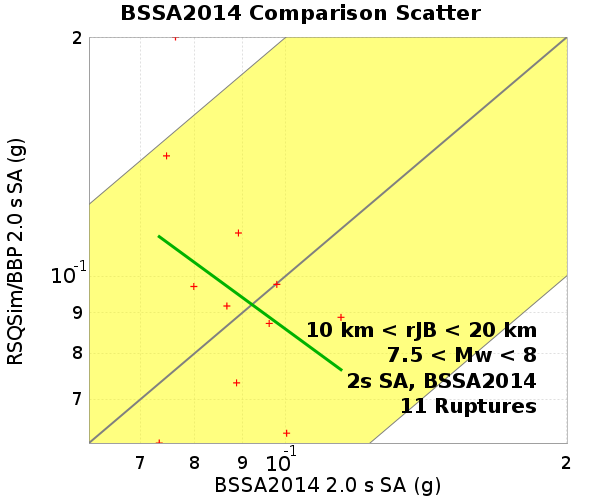 BSSA2014 Comparison Scatter
RSQSim/BBP 2.0 s SA (g)
2
10-1
9
8
7
10 km < rJB < 20 km
7.5 < Mw < 8
2s SA, BSSA2014
11 Ruptures
7 8 9 10-1 2
BSSA2014 2.0 s SA (g)